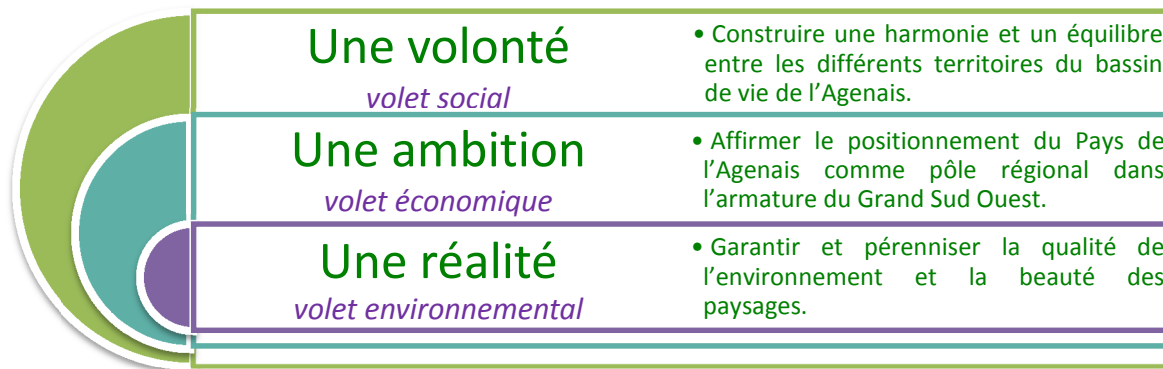 Une volonté
volet social
• Construire une harmonie et un équilibre
entre les différents territoires du bassin
de vie de l’Agenais.
Une ambition
volet économique
• Affirmer le positionnement du Pays de
l’Agenais comme pôle régional dans
l’armature du Grand Sud Ouest.
Une réalité
volet environnemental
• Garantir et pérenniser la qualité de
l’environnement et la beauté des
paysages.